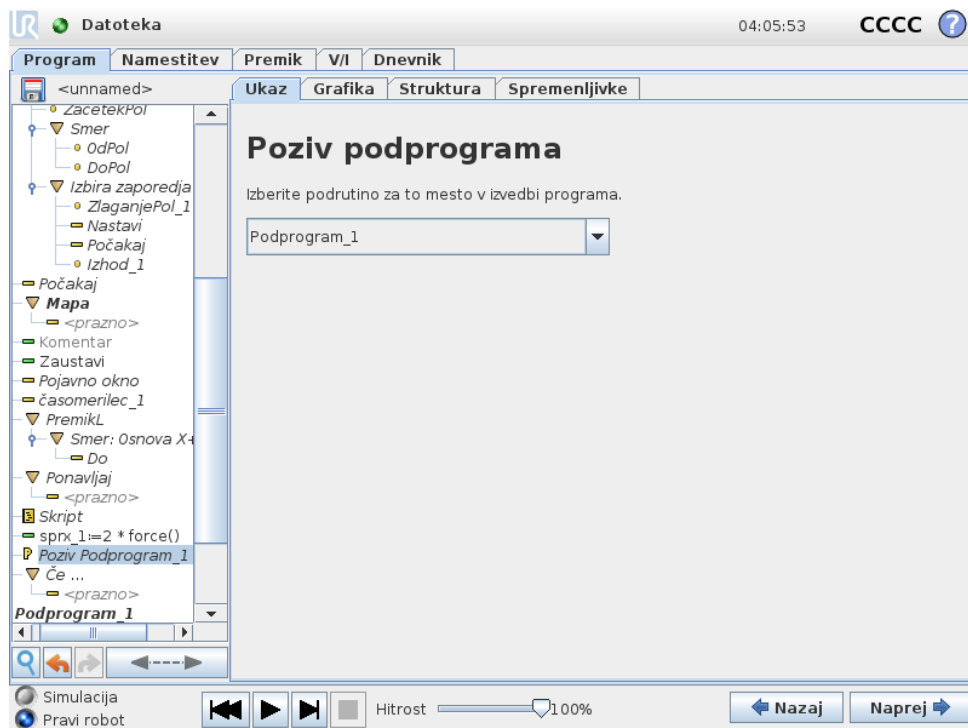 UR Datoteka 04:05:53 CCCC ?
Program Namestitev Premik V/I Dnevnik
<unnamed>
Ukaz Grafika Struktura Spremenljivke
ZacetekPol
Smer
OdPol
DoPol
Izbira zaporedja
ZlaganjePol_1
Nastavi
Počakaj
Izhod_1
Počakaj
Mapa
<prazno>
Komentar
Zaustavi
Pojavno okno
časomerilec_1
PremikL
Smer: Osnova X+
Do
Ponavljaj
<prazno>
Skript
sprx_1:=2 * force()
Poziv Podprogram_1
Če ...
<prazno>
Podprogram_1
Poziv podprograma
Izberite podrutino za to mesto v izvedbi programa.
Podprogram_1
Simulacija
Pravi robot
Hitrost 100%
Nazaj Naprej